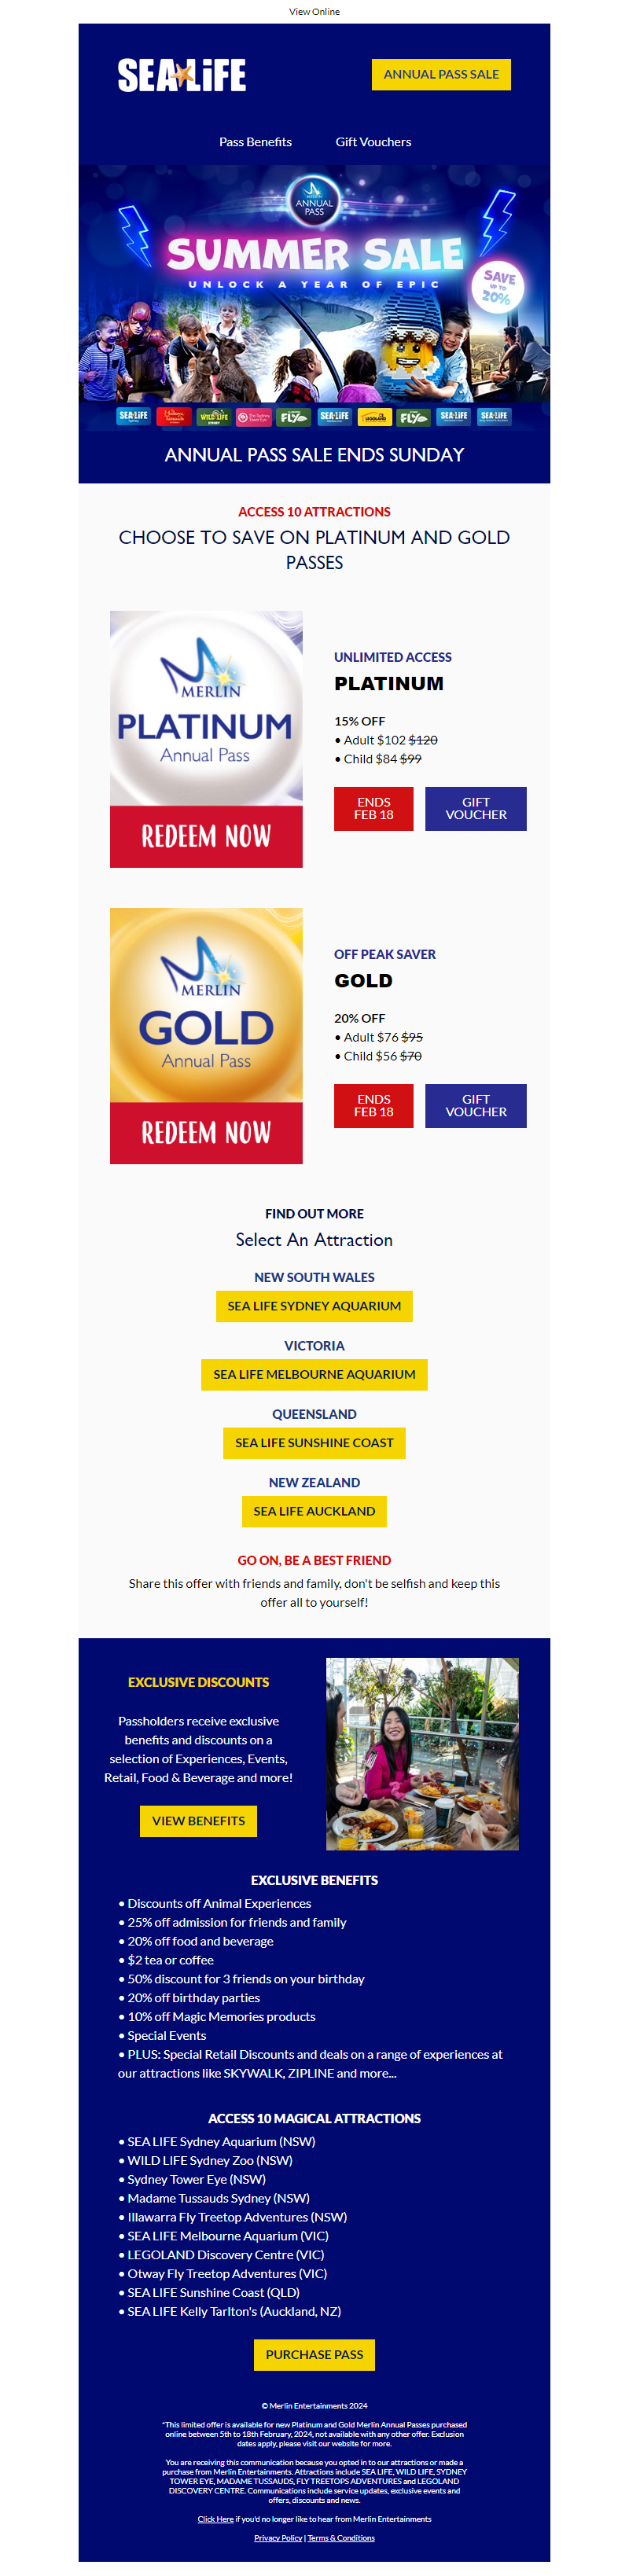 View Online
SEA LiFE
ANNUAL PASS SALE
Pass Benefits
Gift Vouchers
MERLIN
ANNUAL
PASS
SUMMER SALE
UNLOCK A YEAR OF EPIC
SAVE
UP TO
20%
ANNUAL PASS SALE ENDS SUNDAY
ACCESS 10 ATTRACTIONS
CHOOSE TO SAVE ON PLATINUM AND GOLD
PASSES
MERLIN
PLATINUM
Annual Pass
REDEEM NOW
UNLIMITED ACCESS
PLATINUM
15% OFF
• Adult $102 $120
• Child $84 $99
ENDS
FEB 18
GIFT
VOUCHER
MERLIN
GOLD
Annual Pass
REDEEM NOW
OFF PEAK SAVER
GOLD
20% OFF
• Adult $76 $95
• Child $56 $70
ENDS
FEB 18
GIFT
VOUCHER
FIND OUT MORE
Select An Attraction
NEW SOUTH WALES
SEA LIFE SYDNEY AQUARIUM
VICTORIA
SEA LIFE MELBOURNE AQUARIUM
QUEENSLAND
SEA LIFE SUNSHINE COAST
NEW ZEALAND
SEA LIFE AUCKLAND
GO ON, BE A BEST FRIEND
Share this offer with friends and family, don't be selfish and keep this
offer all to yourself!
EXCLUSIVE DISCOUNTS
Passholders receive exclusive
benefits and discounts on a
selection of Experiences, Events,
Retail, Food & Beverage and more!
VIEW BENEFITS
EXCLUSIVE BENEFITS
• Discounts off Animal Experiences
• 25% off admission for friends and family
• 20% off food and beverage
• $2 tea or coffee
• 50% discount for 3 friends on your birthday
• 20% off birthday parties
• 10% off Magic Memories products
• Special Events
• PLUS: Special Retail Discounts and deals on a range of experiences at
our attractions like SKYWALK, ZIPLINE and more...
ACCESS 10 MAGICAL ATTRACTIONS
• SEA LIFE Sydney Aquarium (NSW)
• WILD LIFE Sydney Zoo (NSW)
• Sydney Tower Eye (NSW)
• Madame Tussauds Sydney (NSW)
• Illawarra Fly Treetop Adventures (NSW)
• SEA LIFE Melbourne Aquarium (VIC)
• LEGOLAND Discovery Centre (VIC)
• Otway Fly Treetop Adventures (VIC)
• SEA LIFE Sunshine Coast (QLD)
• SEA LIFE Kelly Tarlton's (Auckland, NZ)
PURCHASE PASS
© Merlin Entertainments 2024
*This limited offer is available for new Platinum and Gold Merlin Annual Passes purchased
online between 5th to 18th February, 2024, not available with any other offer. Exclusion
dates apply, please visit our website for more.
You are receiving this communication because you opted in to our attractions or made a
purchase from Merlin Entertainments. Attractions include SEA LIFE, WILD LIFE, SYDNEY
TOWER EYE, MADAME TUSSAUDS, FLY TREETOPS ADVENTURES and LEGOLAND
DISCOVERY CENTRE. Communications include service updates, exclusive events and
offers, discounts and news.
Click Here if you'd no longer like to hear from Merlin Entertainments
Privacy Policy | Terms & Conditions